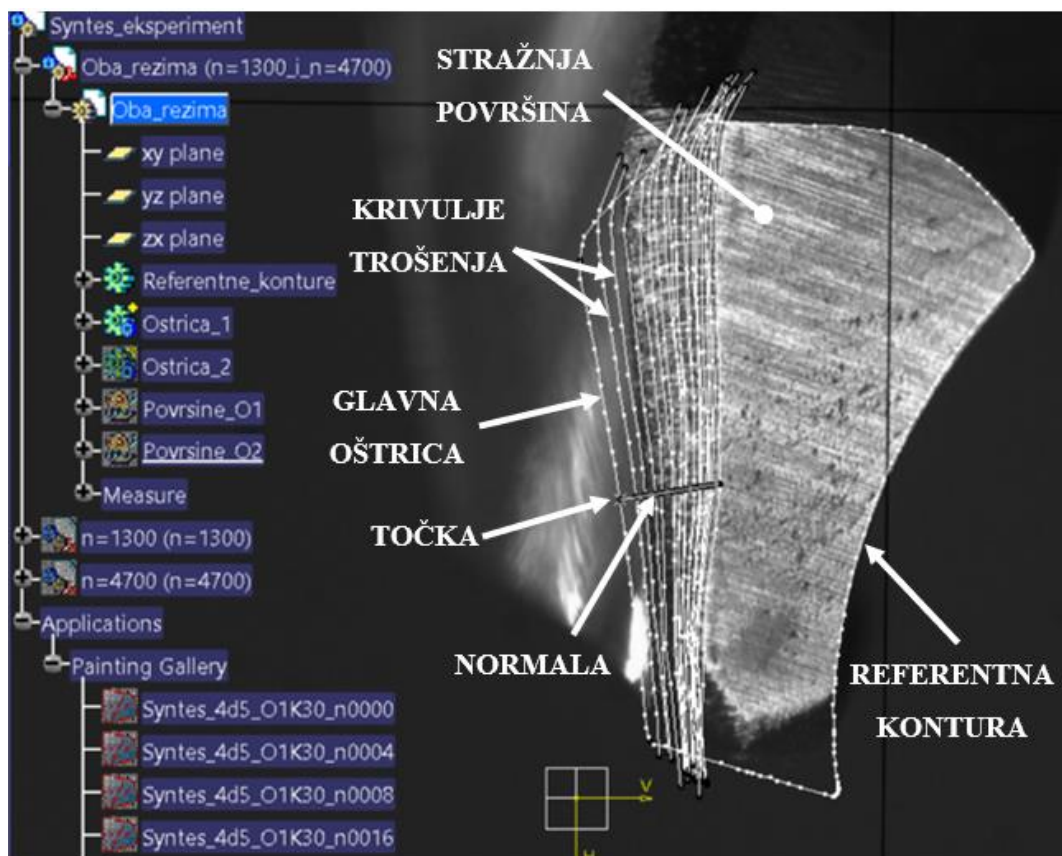 Syntes_eksperiment
Oba_rezima (n=1300_i_n=4700)
Oba_rezima
xy plane
yz plane
zx plane
Referentne_konture
Ostrica_1
Ostrica_2
Povrsine_O1
Povrsine_O2
Measure
n=1300 (n=1300)
n=4700 (n=4700)
Applications
Painting Gallery
Syntes_4d5_O1K30_n0000
Syntes_4d5_O1K30_n0004
Syntes_4d5_O1K30_n0008
Syntes_4d5_O1K30_n0016
STRAŽNJA
POVRŠINA
KRIVULJE
TROŠENJA
GLAVNA
OŠTRICA
TOČKA
NORMALA
REFERENTNA
KONTURA
V
H